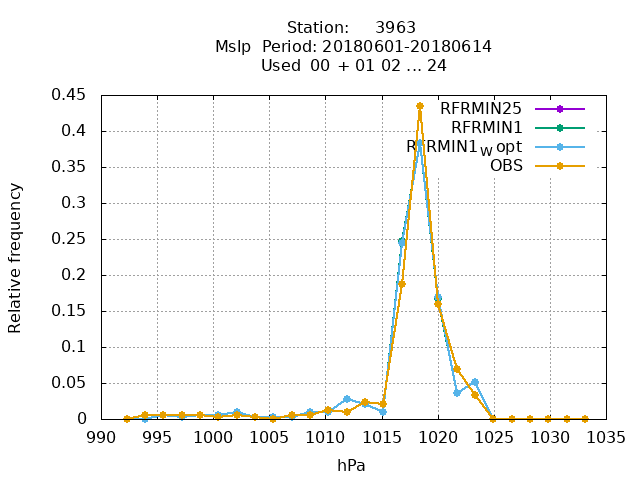 Station: 3963
Mslp Period: 20180601-20180614
Used 00 + 01 02 ... 24
0.45
0.4
0.35
0.3
0.25
0.2
0.15
0.1
0.05
0
Relative frequency
RFRMIN25
RFRMIN1
RFRMIN1Wopt
OBS
990 995 1000 1005 1010 1015 1020 1025 1030 1035
hPa